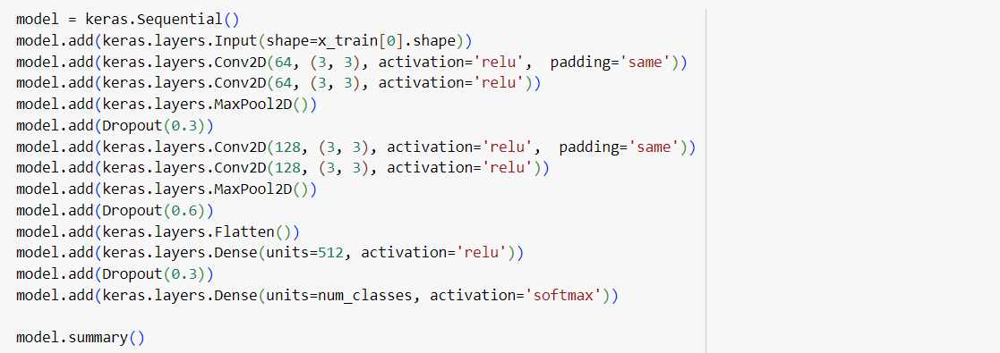 model = keras.Sequential()
model.add(keras.layers.Input(shape=x_train[0].shape))
model.add(keras.layers.Conv2D(64, (3, 3), activation='relu',  padding='same'))
model.add(keras.layers.Conv2D(64, (3, 3), activation='relu'))
model.add(keras.layers.MaxPool2D())
model.add(Dropout(0.3))
model.add(keras.layers.Conv2D(128, (3, 3), activation='relu',  padding='same'))
model.add(keras.layers.Conv2D(128, (3, 3), activation='relu'))
model.add(keras.layers.MaxPool2D())
model.add(Dropout(0.6))
model.add(keras.layers.Flatten())
model.add(keras.layers.Dense(units=512, activation='relu'))
model.add(Dropout(0.3))
model.add(keras.layers.Dense(units=num_classes, activation='softmax'))
model.summary()